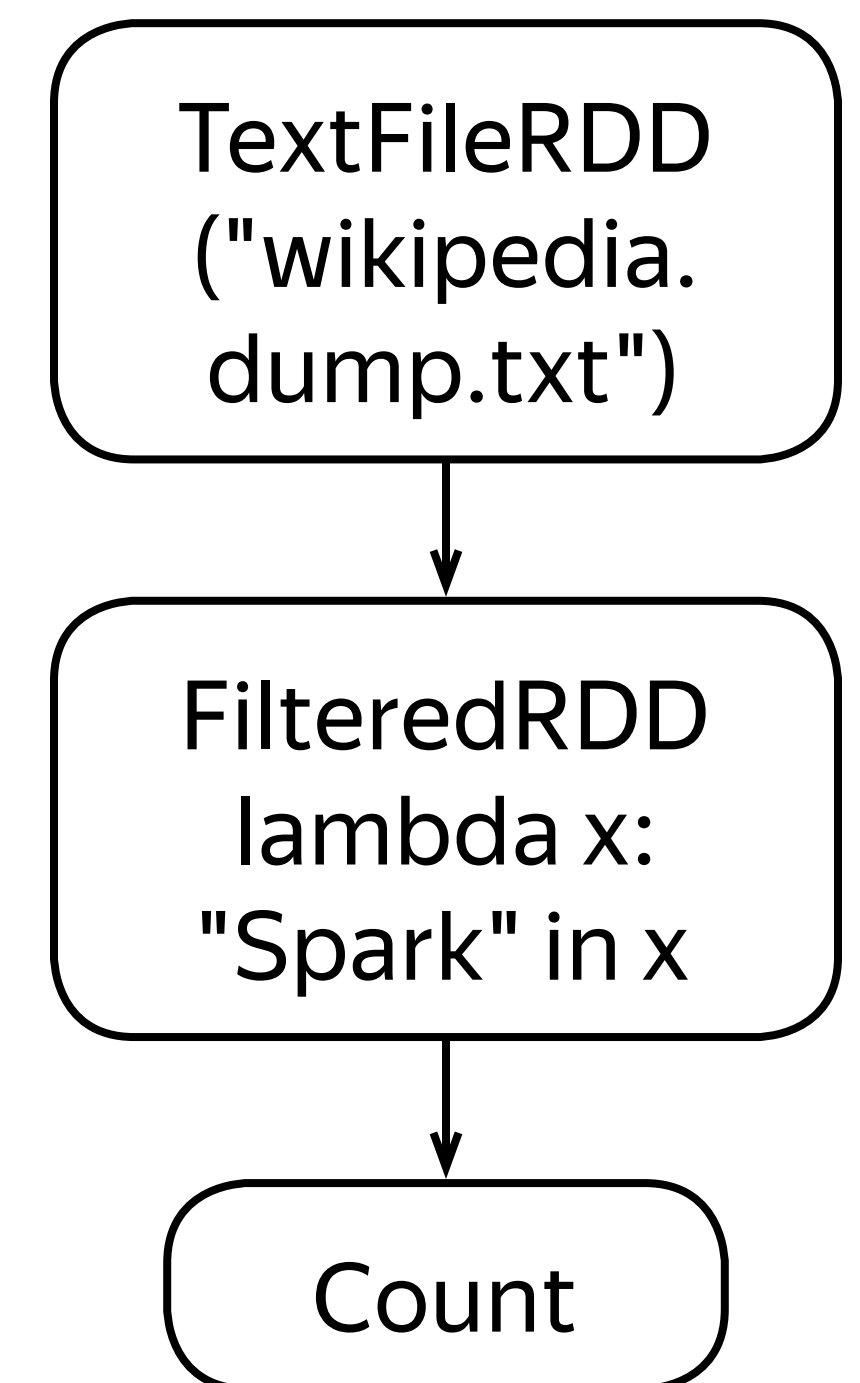 TextFileRDD
("wikipedia.
dump.txt")
FilteredRDD
lambda x:
"Spark" in x
Count